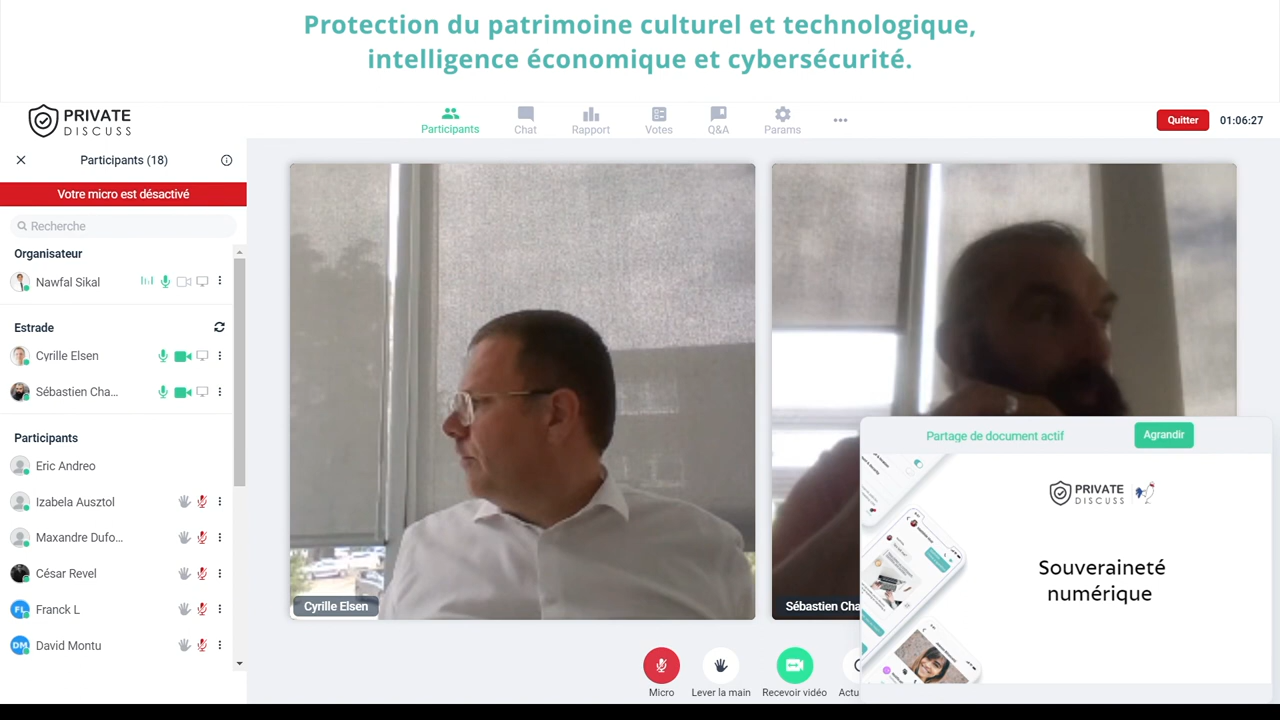 Protection du patrimoine culturel et technologique,
intelligence économique et cybersécurité.
PRIVATE
DISCUSS
Participants
Chat
Rapport
Votes
Q&A
Params
Quitter
01:06:27
Participants (18)
Votre micro est désactivé
Recherche
Organisateur
Nawfal Sikal
Estrade
Cyrille Elsen
Sébastien Cha...
Participants
Eric Andreo
Izabela Ausztol
Maxandre Dufo...
César Revel
FL
Franck L
DM
David Montu
Cyrille Elsen
Sébastien Cha
Partage de document actif
Agrandir
PRIVATE
DISCUSS
Souveraineté
numérique
Micro
Lever la main
Recevoir vidéo
Actu